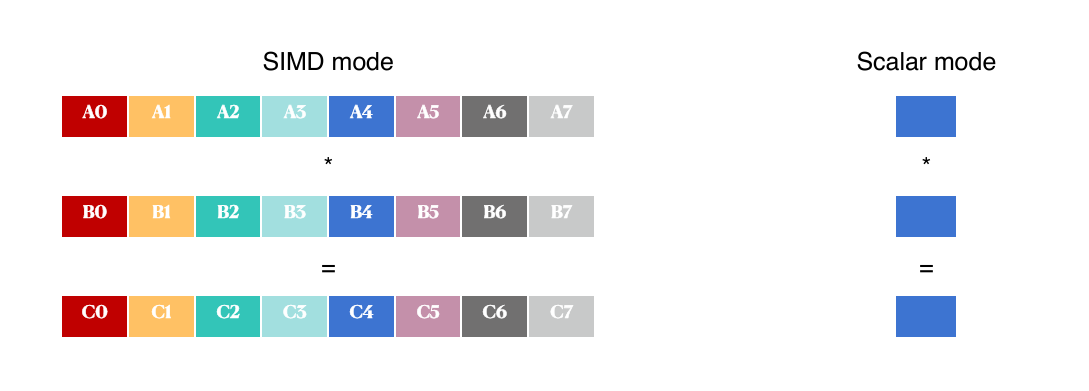 SIMD mode
Scalar mode
A0 A1 A2 A3 A4 A5 A6 A7
*
*
B0 B1 B2 B3 B4 B5 B6 B7
=
=
C0 C1 C2 C3 C4 C5 C6 C7